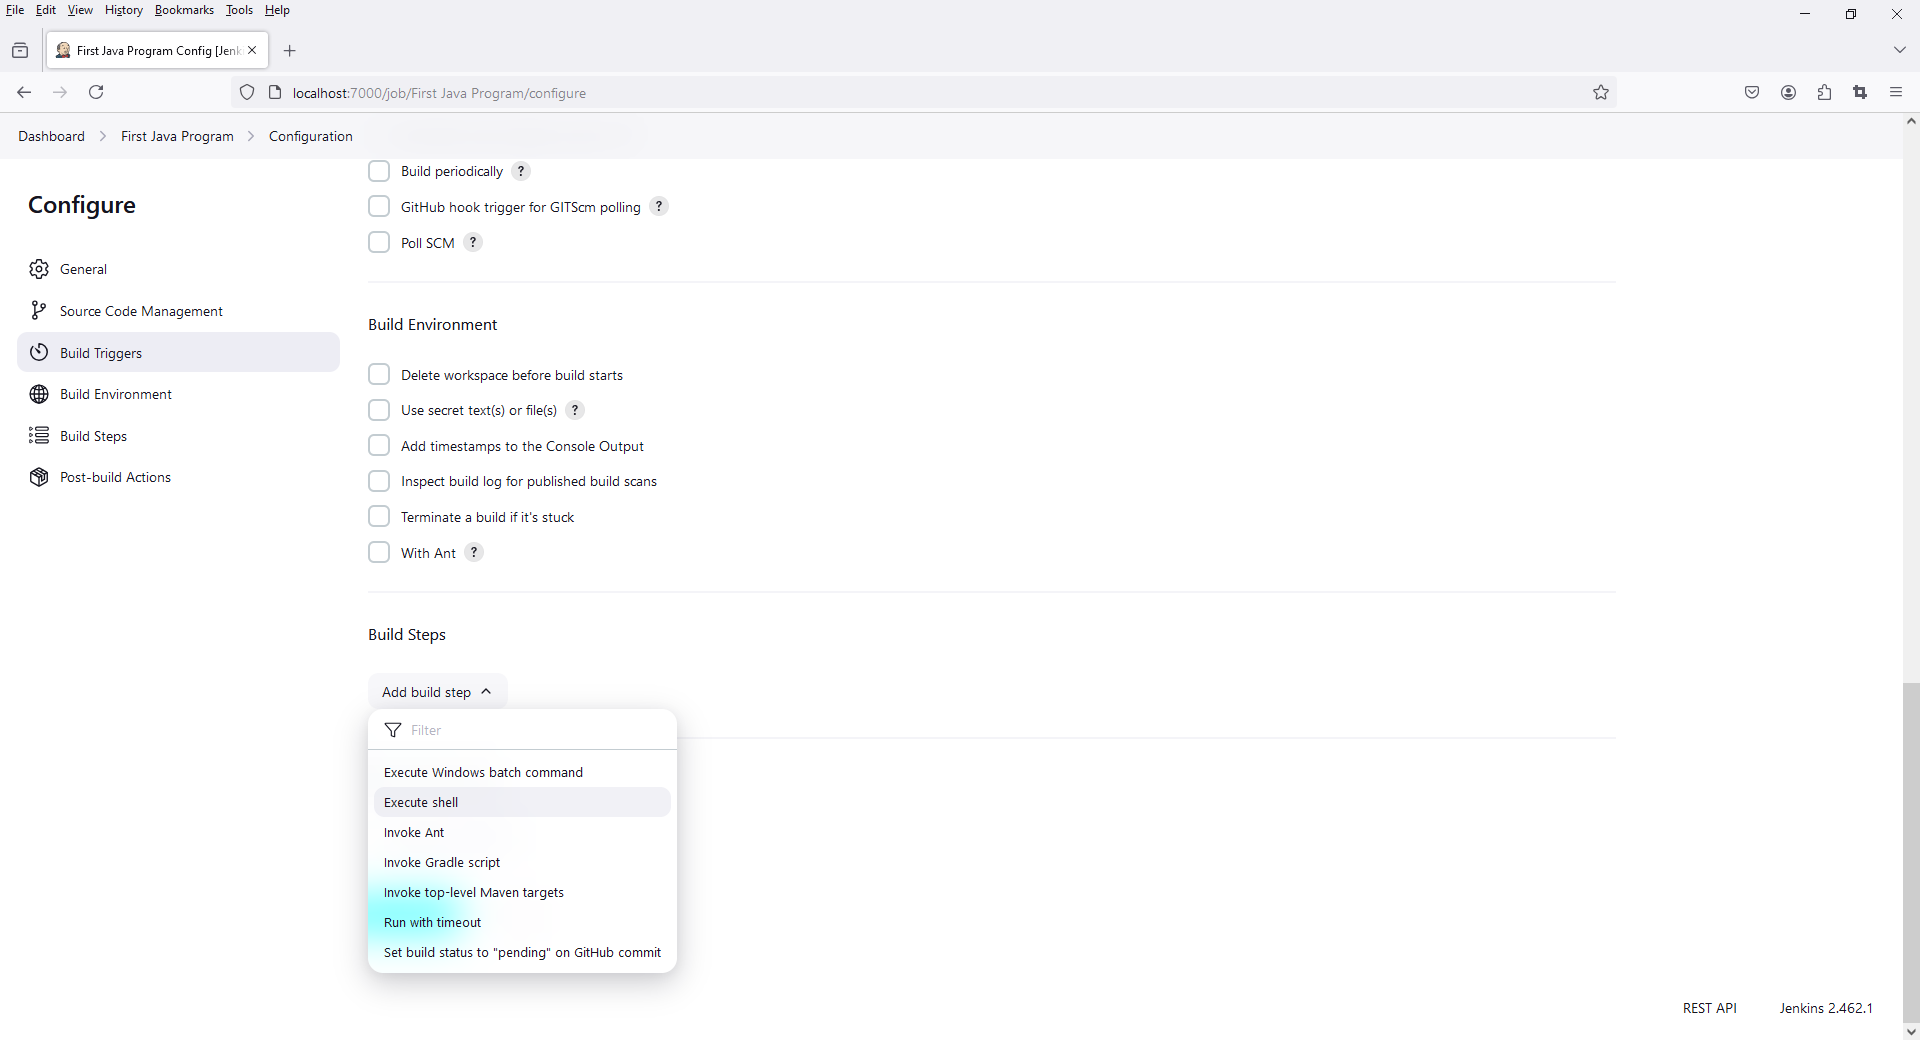 File Edit View History Bookmarks Tools Help
First Java Program Config [Jenk
localhost:7000/job/First Java Program/configure
Dashboard First Java Program Configuration
Configure
General
Source Code Management
Build Triggers
Build Environment
Build Steps
Post-build Actions
Build periodically ?
GitHub hook trigger for GITScm polling ?
Poll SCM ?
Build Environment
Delete workspace before build starts
Use secret text(s) or file(s) ?
Add timestamps to the Console Output
Inspect build log for published build scans
Terminate a build if it's stuck
With Ant ?
Build Steps
Add build step
Filter
Execute Windows batch command
Execute shell
Invoke Ant
Invoke Gradle script
Invoke top-level Maven targets
Run with timeout
Set build status to "pending" on GitHub commit
REST API Jenkins 2.462.1